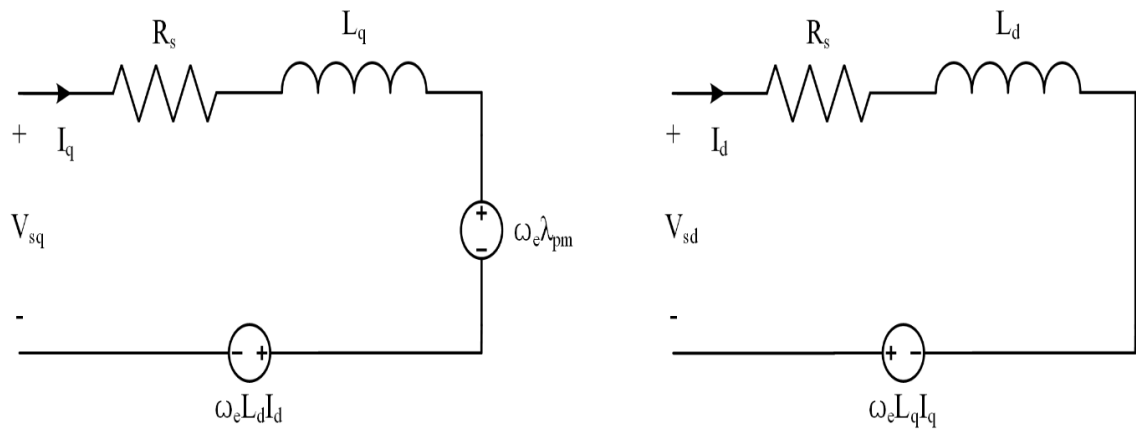 R_s
L_q
+
I_q
V_sq
-
+
-
ω_eλ_pm
- +
ω_eL_dI_d
R_s
L_d
+
I_d
V_sd
-
+ -
ω_eL_qI_q